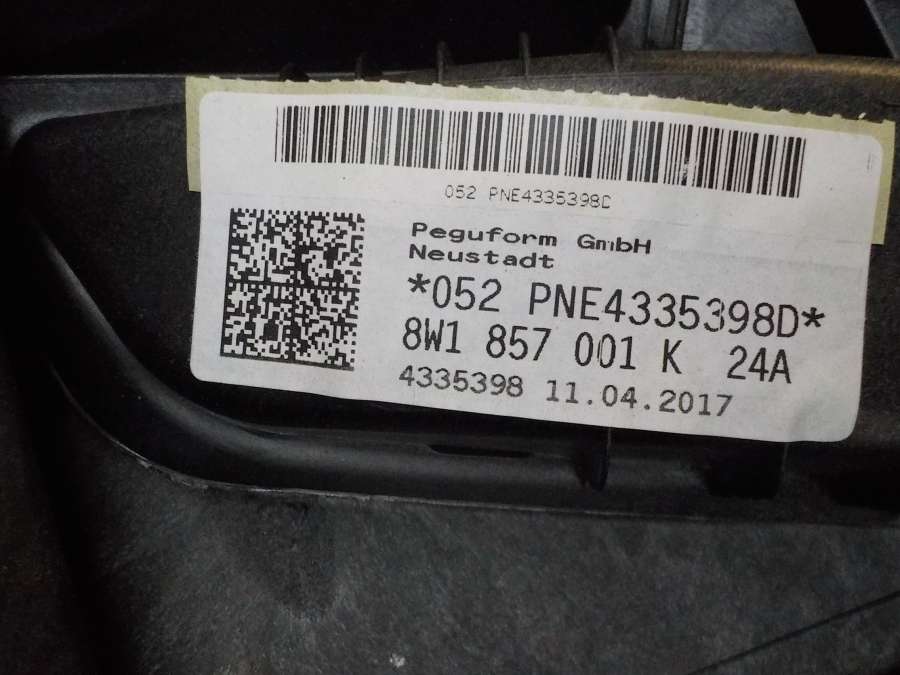 052 PNE4335398D
Peguform GmbH
Neustadt
*052 PNE4335398D*
8W1 857 001 K 24A
4335398 11.04.2017